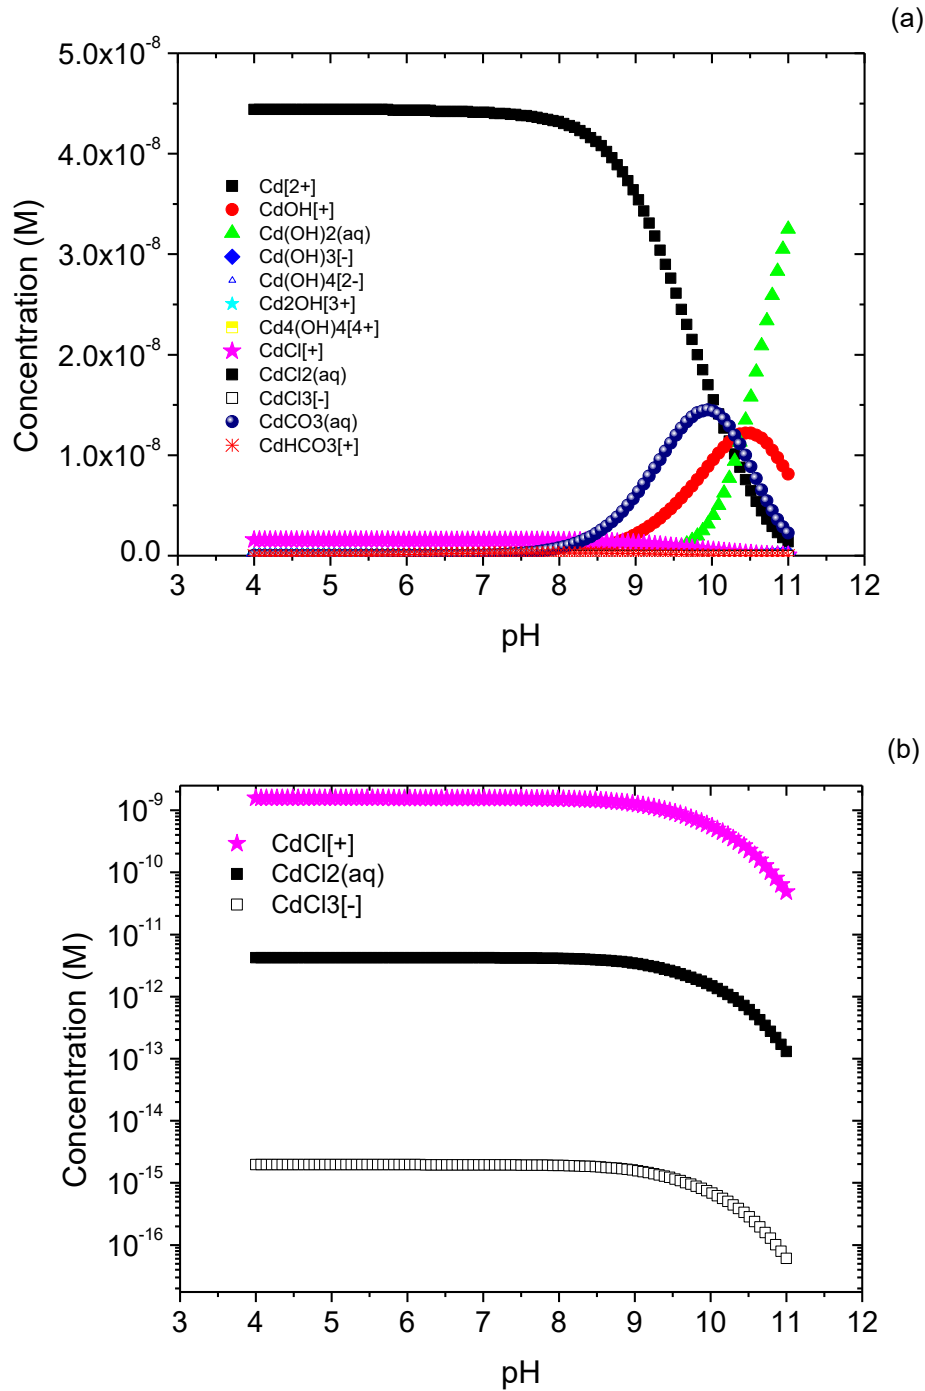 (a)
5.0x10-8
4.0x10-8
3.0x10-8
2.0x10-8
1.0x10-8
0.0
Concentration (M)
Cd[2+]
CdOH[+]
Cd(OH)2(aq)
Cd(OH)3[-]
Cd(OH)4[2-]
Cd2OH[3+]
Cd4(OH)4[4+]
CdCl[+]
CdCl2(aq)
CdCl3[-]
CdCO3(aq)
CdHCO3[+]
3 4 5 6 7 8 9 10 11 12
pH
(b)
10-9
10-10
10-11
10-12
10-13
10-14
10-15
10-16
Concentration (M)
CdCl[+]
CdCl2(aq)
CdCl3[-]
3 4 5 6 7 8 9 10 11 12
pH